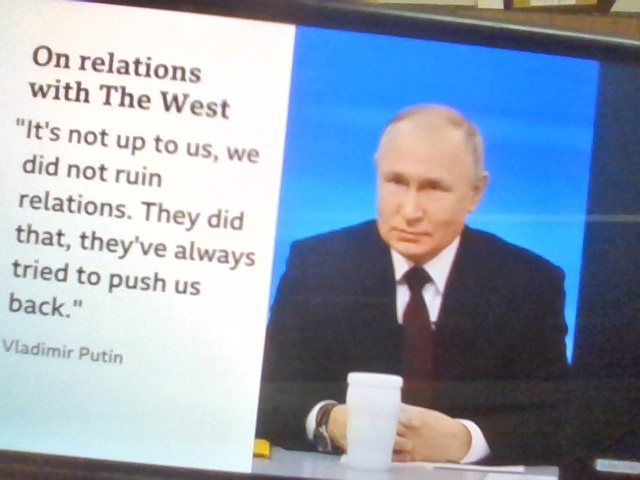 On relations
with The West
"It's not up to us, we
did not ruin
relations. They did
that, they've always
tried to push us
back."
Vladimir Putin